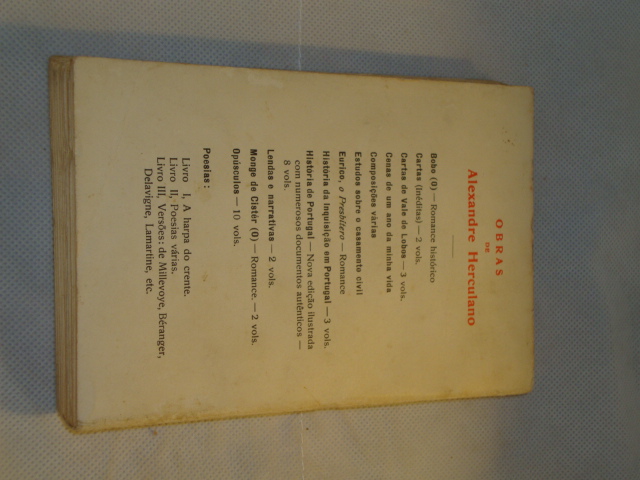 OBRAS
DE
Alexandre Herculano
Bobo (O) — Romance histórico
Cartas (Inéditas) — 2 vols.
Cartas de Vale de Lobos — 3 vols.
Cenas de um ano da minha vida
Composições várias
Estudos sobre o casamento civil
Eurico, o Presbítero — Romance
História da Inquisição em Portugal — 3 vols.
História de Portugal — Nova edição ilustrada
com numerosos documentos autênticos —
8 vols.
Lendas e narrativas — 2 vols.
Monge de Cistér (O) — Romance. — 2 vols.
Opúsculos — 10 vols.
Poesias:
Livro I, A harpa do crente.
Livro II, Poesias várias.
Livro III, Versões: de Millevoye, Béranger,
Delavigne, Lamartine, etc.